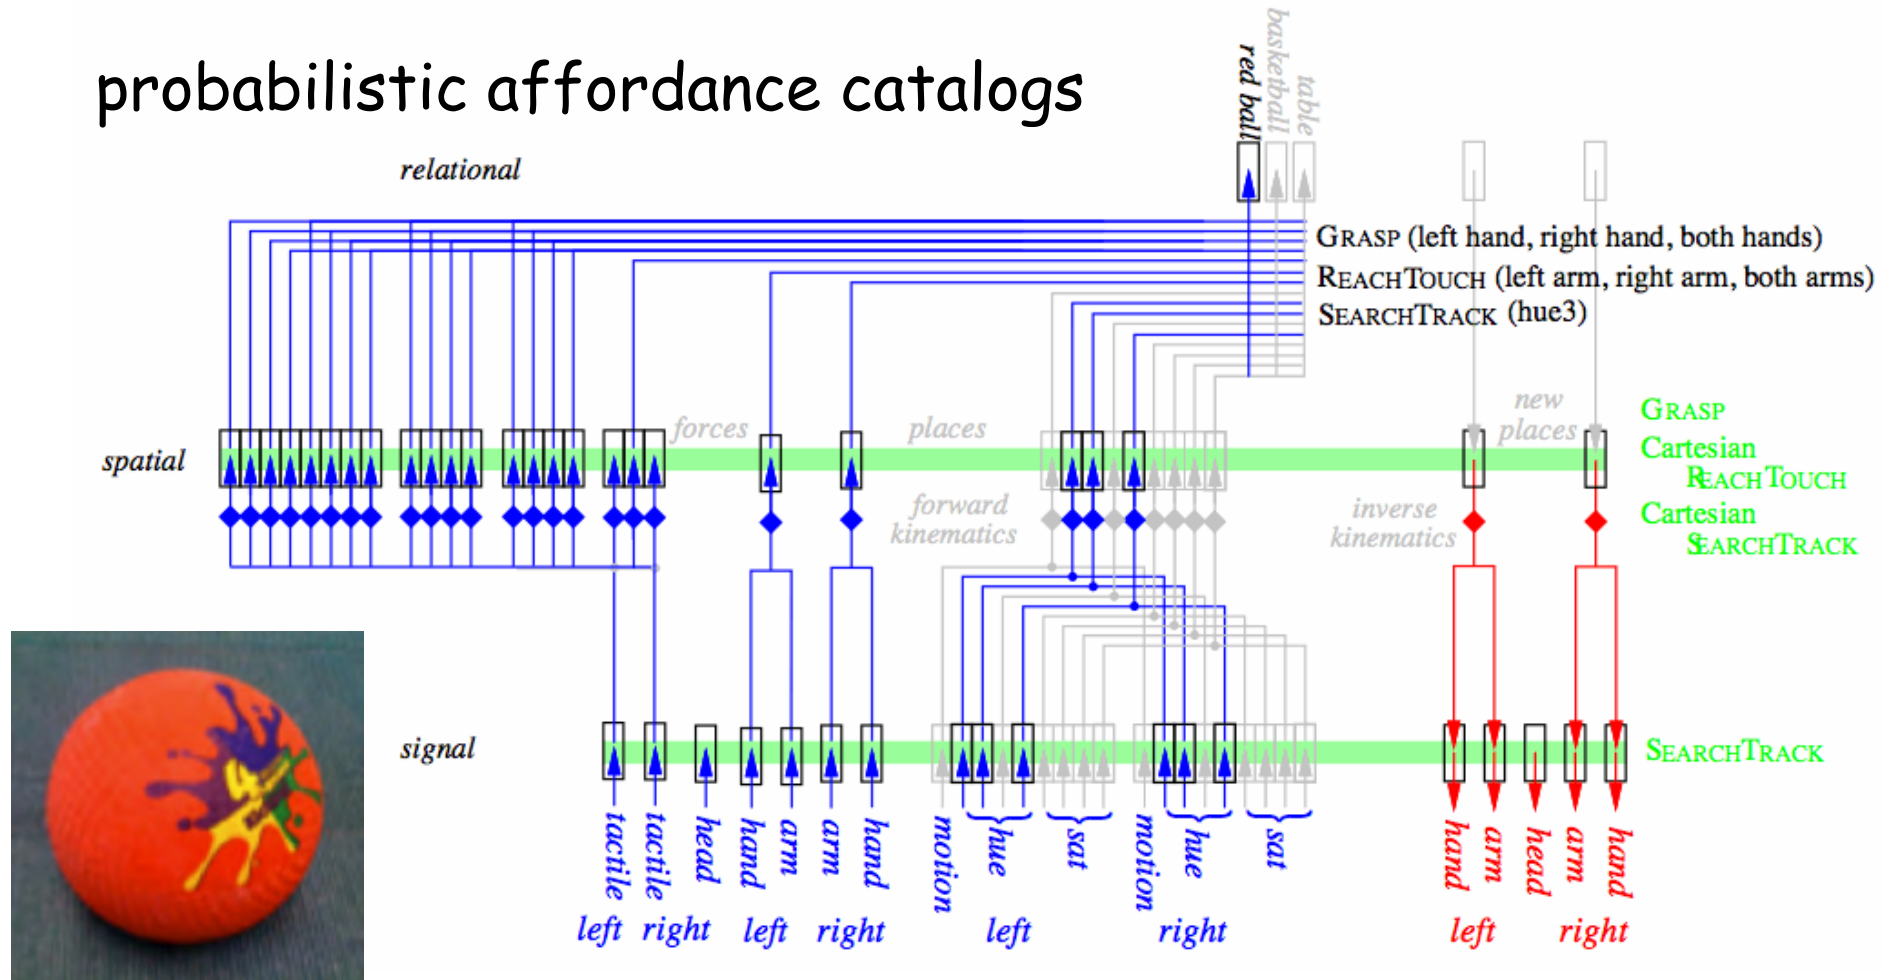 probabilistic affordance catalogs
red ball
basketball
table
relational
GRASP (left hand, right hand, both hands)
REACHTOUCH (left arm, right arm, both arms)
SEARCHTRACK (hue3)
spatial
forces
places
new
places
GRASP
Cartesian
REACHTOUCH
forward
kinematics
inverse
kinematics
Cartesian
SEARCHTRACK
signal
SEARCHTRACK
tactile
tactile
head
hand
arm
arm
hand
motion
hue
sat
motion
hue
sat
hand
arm
head
arm
hand
left
right
left
right
left
right
left
right